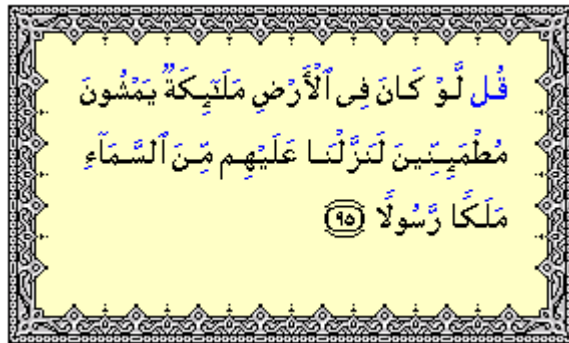 قُل لَّوْ كَانَ فِى ٱلْأَرْضِ مَلَـٰٓئِكَةٌ يَمْشُونَ
مُطْمَئِنِّينَ لَنَزَّلْنَا عَلَيْهِم مِّنَ ٱلسَّمَآءِ
مَلَكًا رَّسُولًا ﴿٩٥﴾